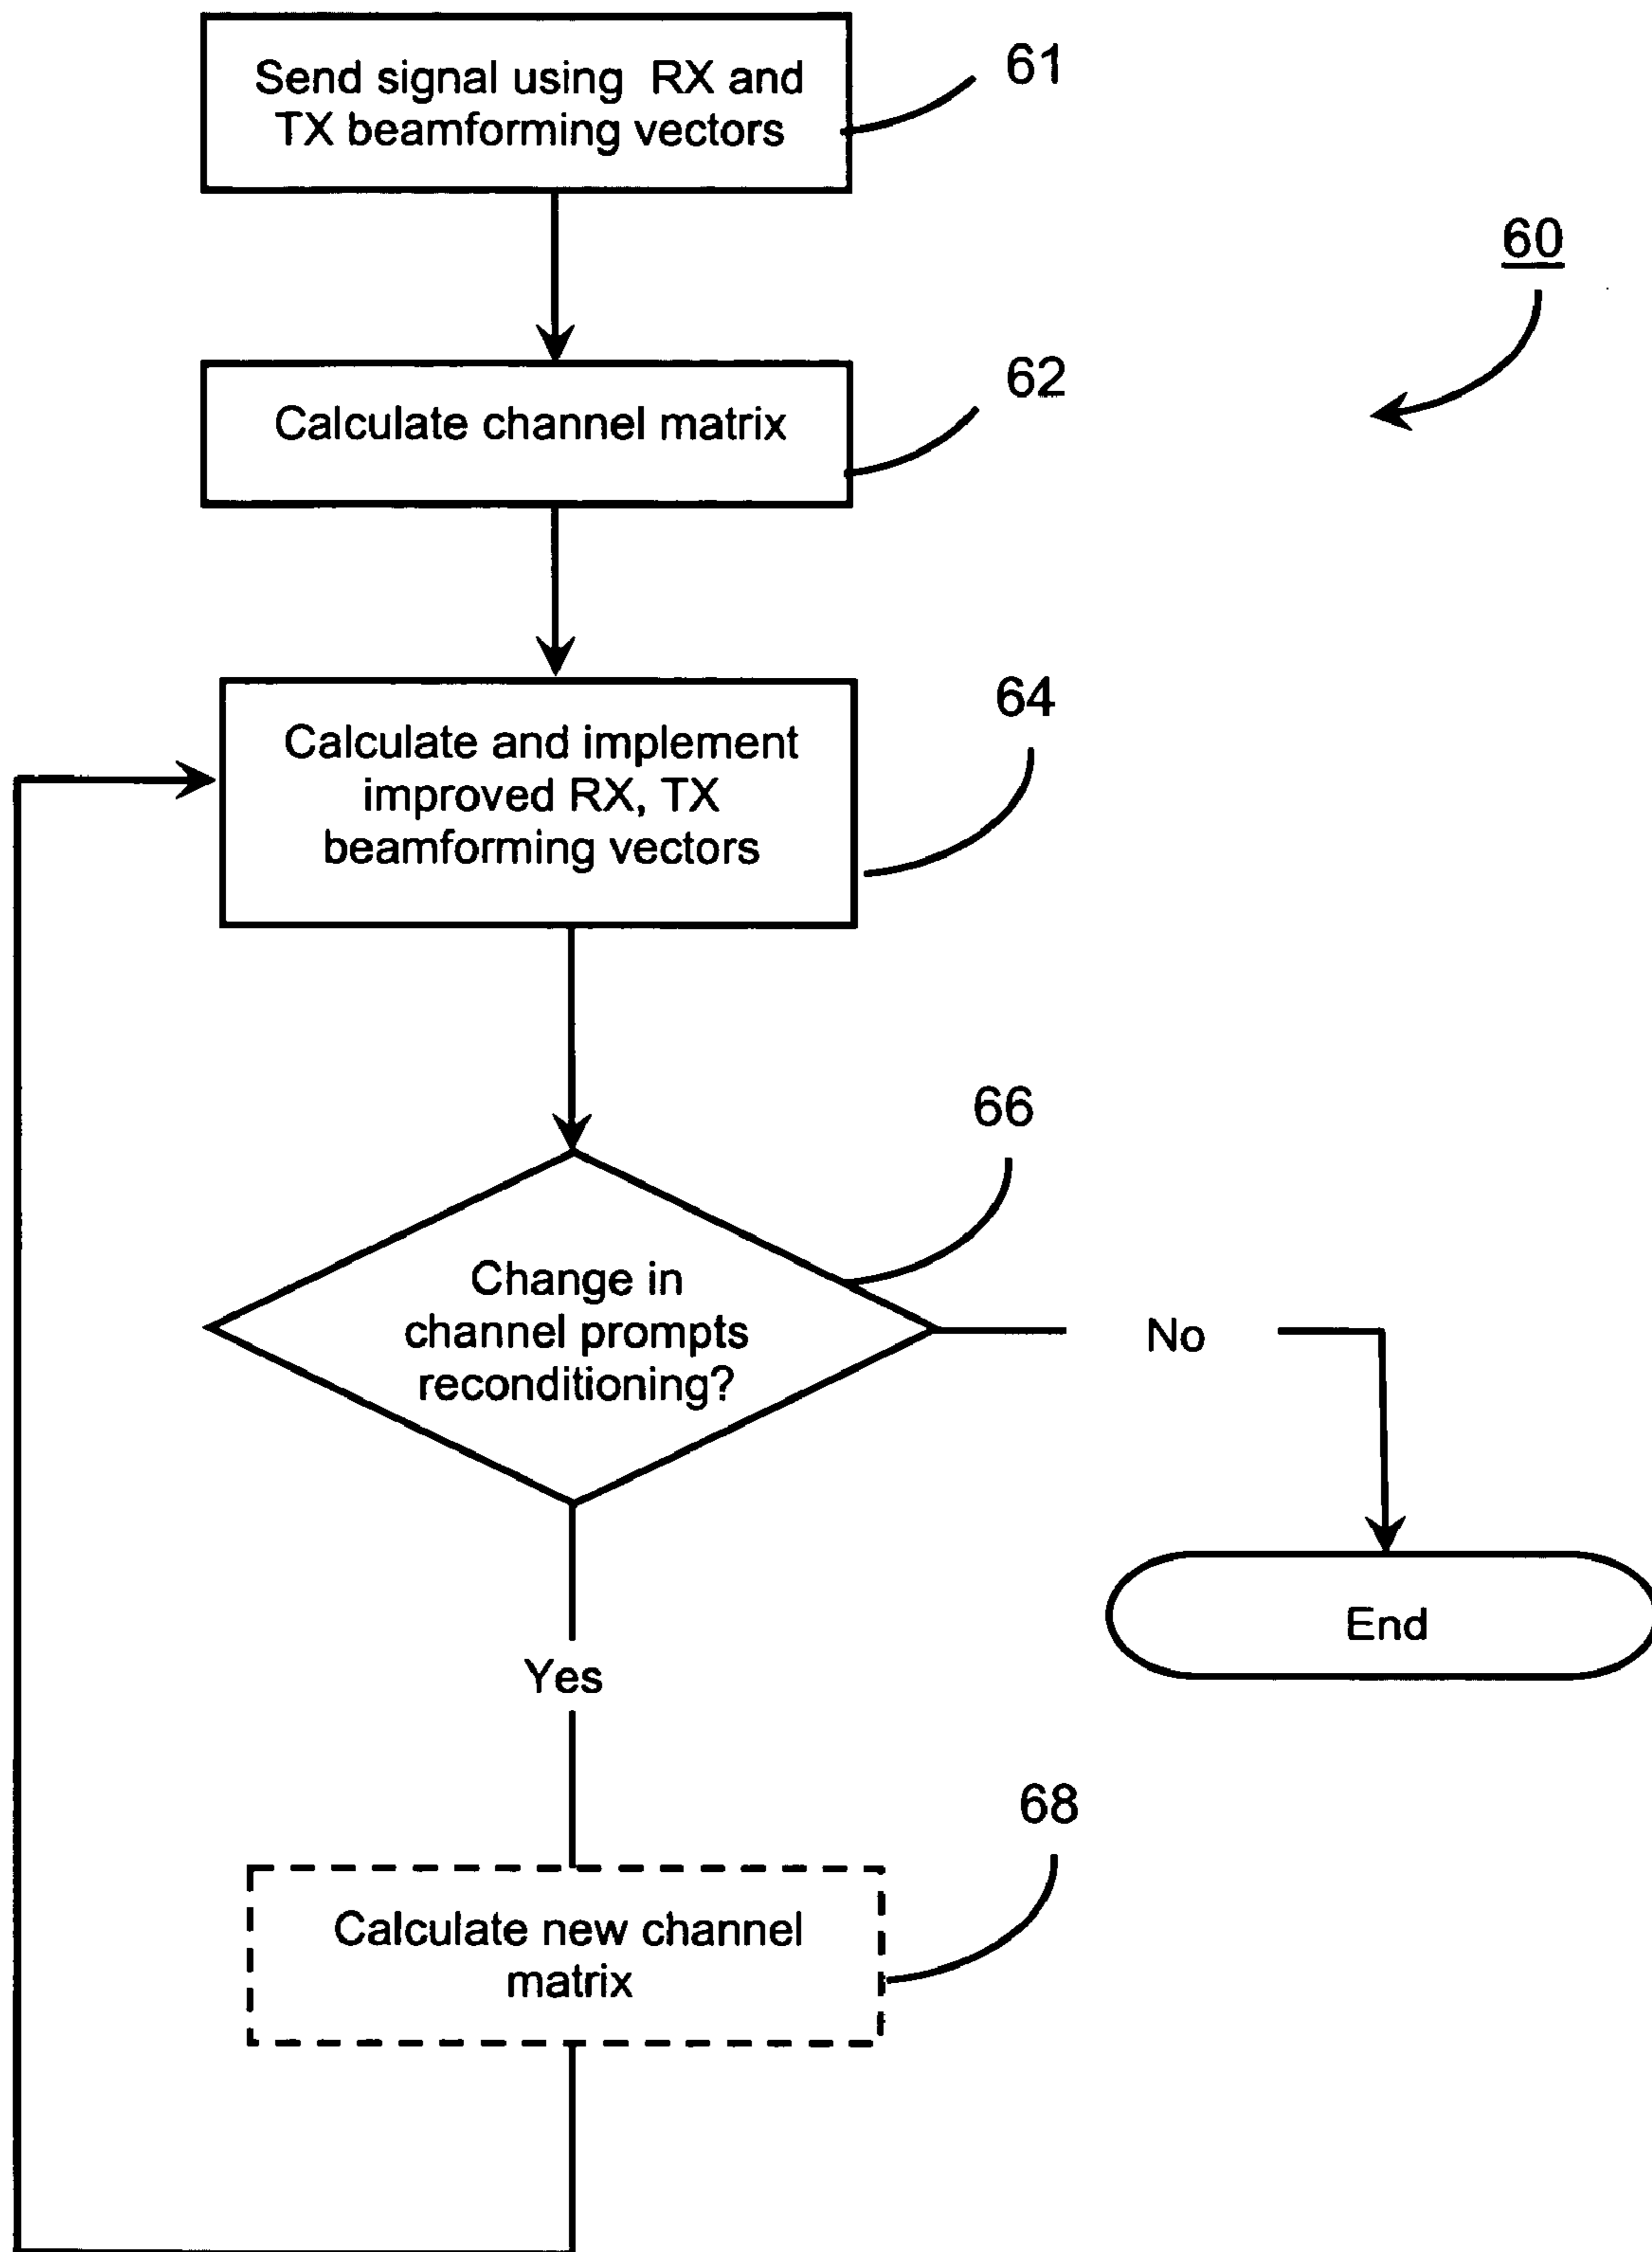 Send signal using RX and
TX beamforming vectors
61
60
Calculate channel matrix
62
Calculate and implement
improved RX, TX
beamforming vectors
64
Change in
channel prompts
reconditioning?
66
No
End
Yes
Calculate new channel
matrix
68